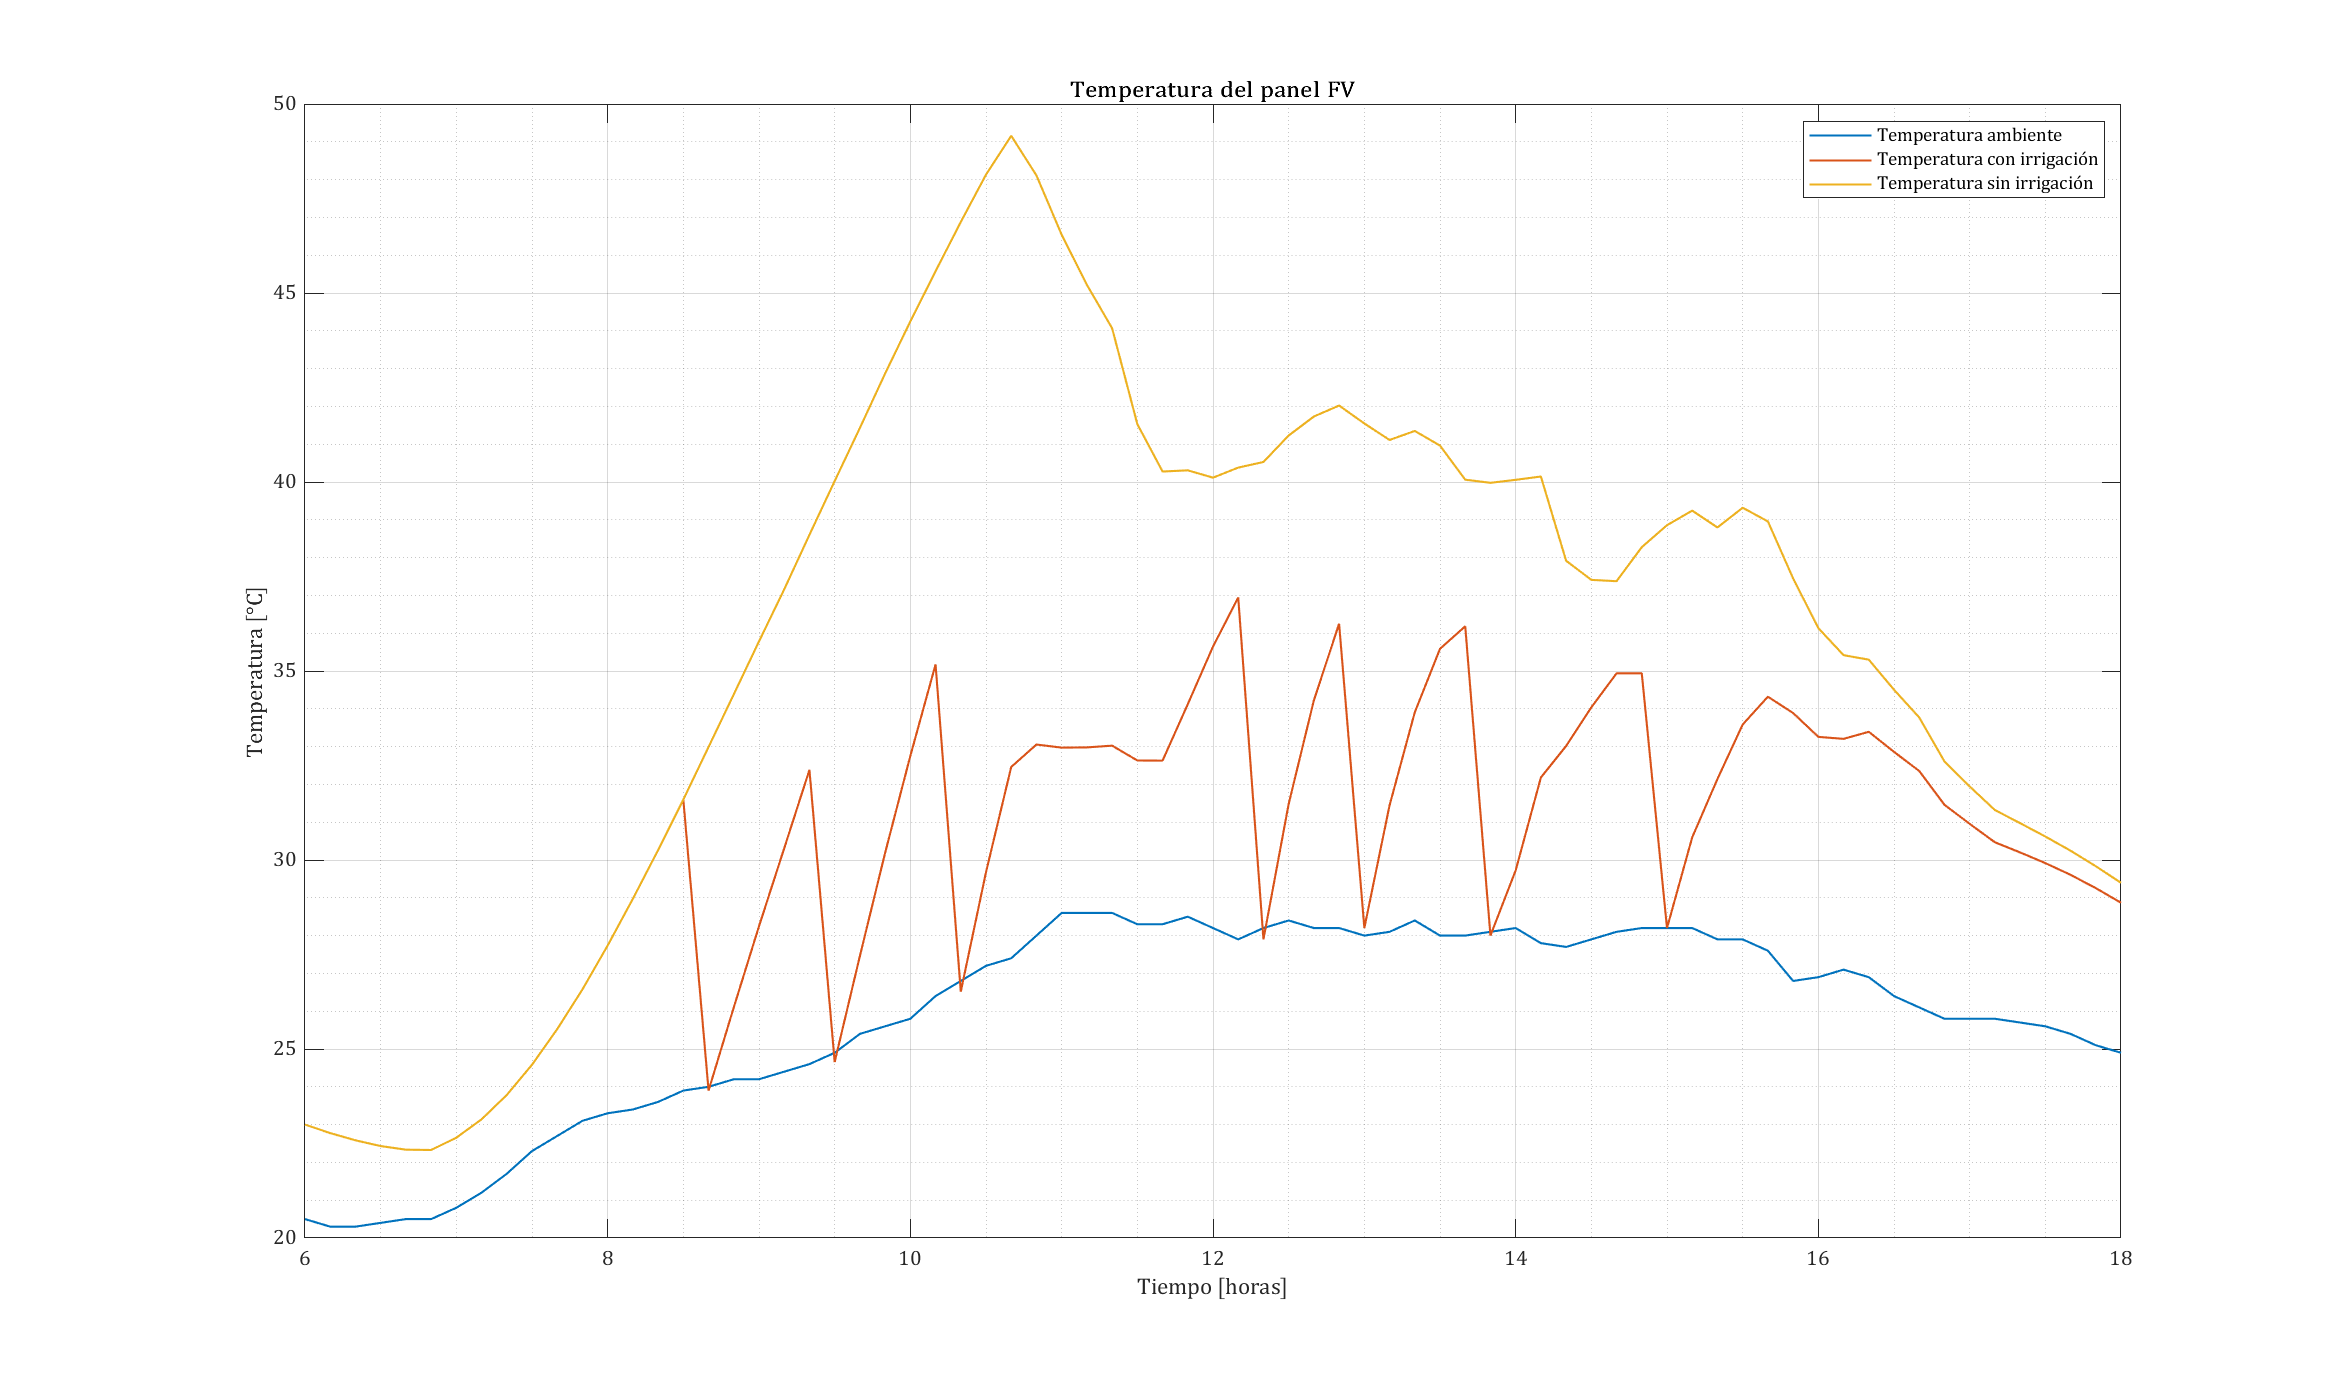 Temperatura del panel FV
Temperatura ambiente
Temperatura con irrigación
Temperatura sin irrigación
50
45
40
35
30
25
20
Temperatura [°C]
6 8 10 12 14 16 18
Tiempo [horas]